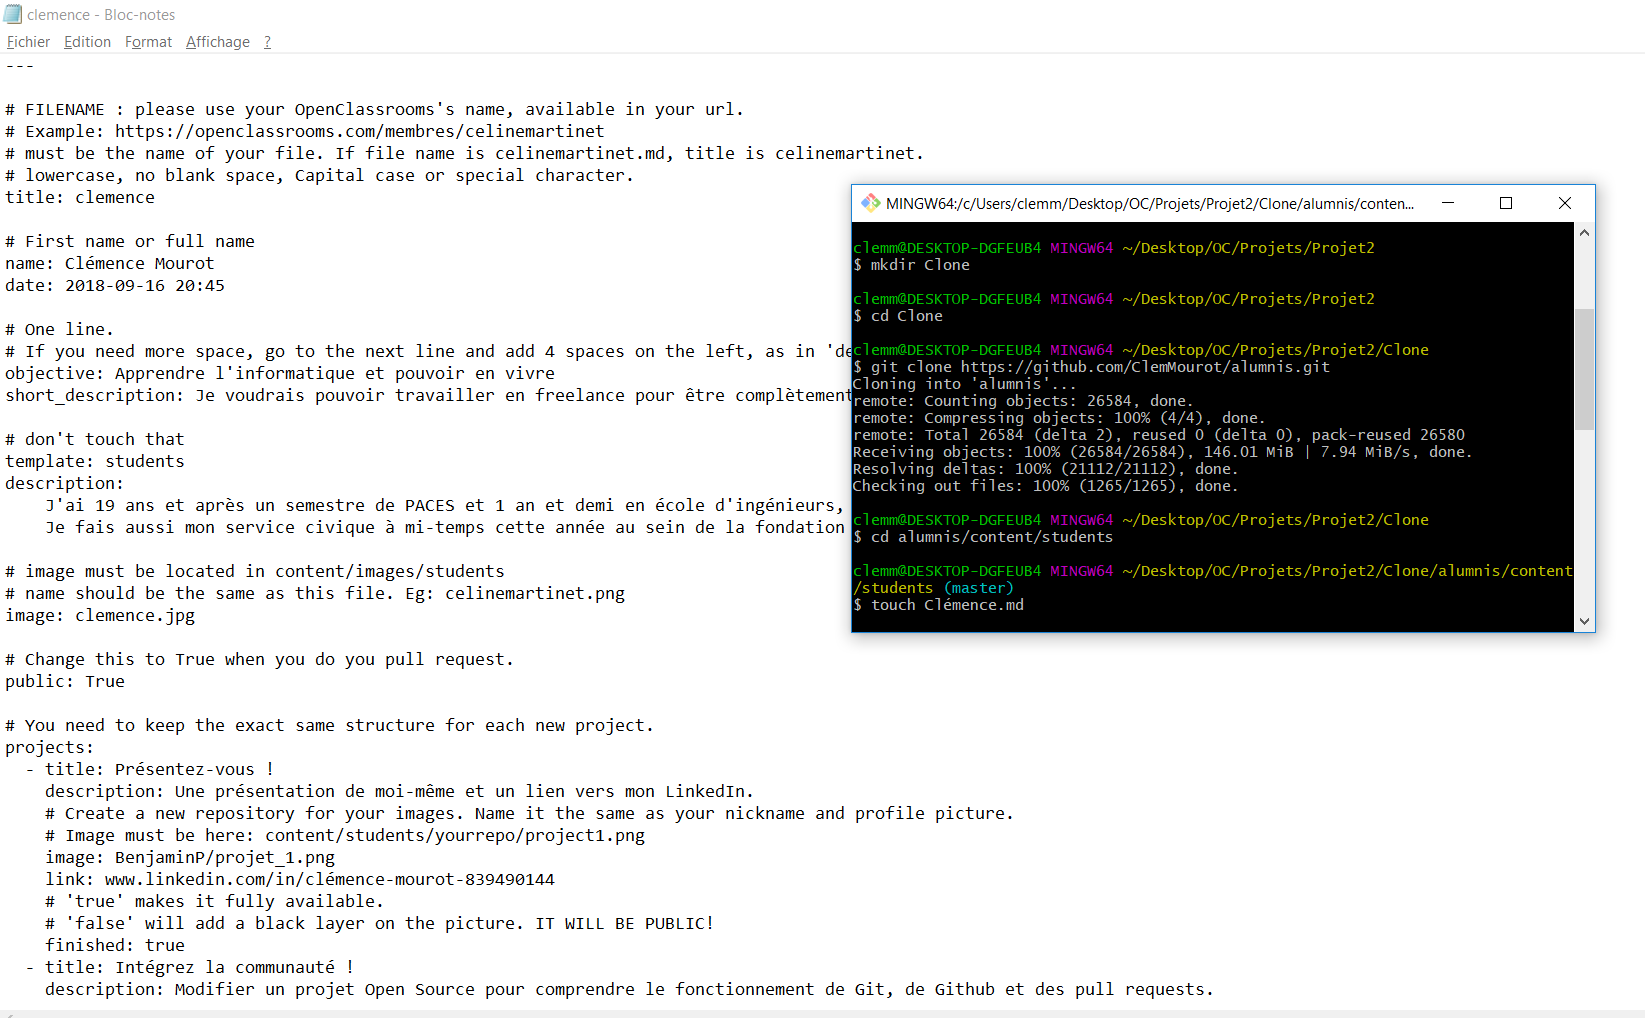 clemence - Bloc-notes
Fichier Edition Format Affichage ?
---
# FILENAME : please use your OpenClassrooms's name, available in your url.
# Example: https://openclassrooms.com/membres/celinemartinet
# must be the name of your file. If file name is celinemartinet.md, title is celinemartinet.
# lowercase, no blank space, Capital case or special character.
title: clemence
# First name or full name
name: Clémence Mourot
date: 2018-09-16 20:45
# One line.
# If you need more space, go to the next line and add 4 spaces on the left, as in 'de
objective: Apprendre l'informatique et pouvoir en vivre
short_description: Je voudrais pouvoir travailler en freelance pour être complètement
# don't touch that
template: students
description:
    J'ai 19 ans et après un semestre de PACES et 1 an et demi en école d'ingénieurs,
    Je fais aussi mon service civique à mi-temps cette année au sein de la fondation
# image must be located in content/images/students
# name should be the same as this file. Eg: celinemartinet.png
image: clemence.jpg
# Change this to True when you do you pull request.
public: True
# You need to keep the exact same structure for each new project.
projects:
  - title: Présentez-vous !
    description: Une présentation de moi-même et un lien vers mon LinkedIn.
    # Create a new repository for your images. Name it the same as your nickname and profile picture.
    # Image must be here: content/students/yourrepo/project1.png
    image: BenjaminP/projet_1.png
    link: www.linkedin.com/in/clémence-mourot-839490144
    # 'true' makes it fully available.
    # 'false' will add a black layer on the picture. IT WILL BE PUBLIC!
    finished: true
  - title: Intégrez la communauté !
    description: Modifier un projet Open Source pour comprendre le fonctionnement de Git, de Github et des pull requests.
MINGW64:/c/Users/clemm/Desktop/OC/Projets/Projet2/Clone/alumnis/conten...
clemm@DESKTOP-DGFEUB4 MINGW64 ~/Desktop/OC/Projets/Projet2
$ mkdir Clone
clemm@DESKTOP-DGFEUB4 MINGW64 ~/Desktop/OC/Projets/Projet2
$ cd Clone
clemm@DESKTOP-DGFEUB4 MINGW64 ~/Desktop/OC/Projets/Projet2/Clone
$ git clone https://github.com/ClemMourot/alumnis.git
Cloning into 'alumnis'...
remote: Counting objects: 26584, done.
remote: Compressing objects: 100% (4/4), done.
remote: Total 26584 (delta 2), reused 0 (delta 0), pack-reused 26580
Receiving objects: 100% (26584/26584), 146.01 MiB | 7.94 MiB/s, done.
Resolving deltas: 100% (21112/21112), done.
Checking out files: 100% (1265/1265), done.
clemm@DESKTOP-DGFEUB4 MINGW64 ~/Desktop/OC/Projets/Projet2/Clone
$ cd alumnis/content/students
clemm@DESKTOP-DGFEUB4 MINGW64 ~/Desktop/OC/Projets/Projet2/Clone/alumnis/content
/students (master)
$ touch Clémence.md